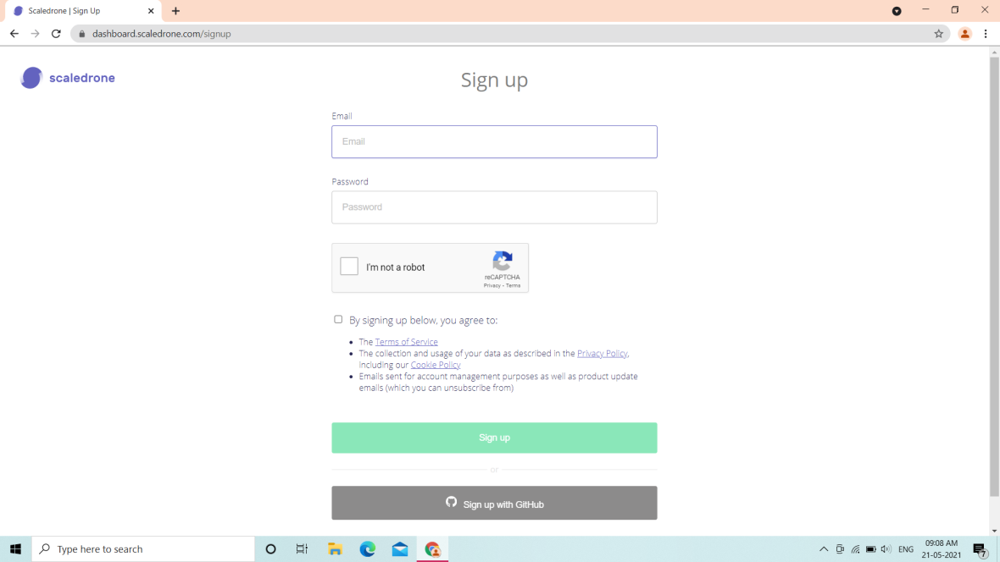 Scaledrone | Sign Up
dashboard.scaledrone.com/signup
scaledrone
Sign up
Email
Email
Password
Password
I'm not a robot
reCAPTCHA
Privacy - Terms
By signing up below, you agree to:
The Terms of Service
The collection and usage of your data as described in the Privacy Policy,
including our Cookie Policy
Emails sent for account management purposes as well as product update
emails (which you can unsubscribe from)
Sign up
or
Sign up with GitHub
Type here to search
ENG
09:08 AM
21-05-2021
7